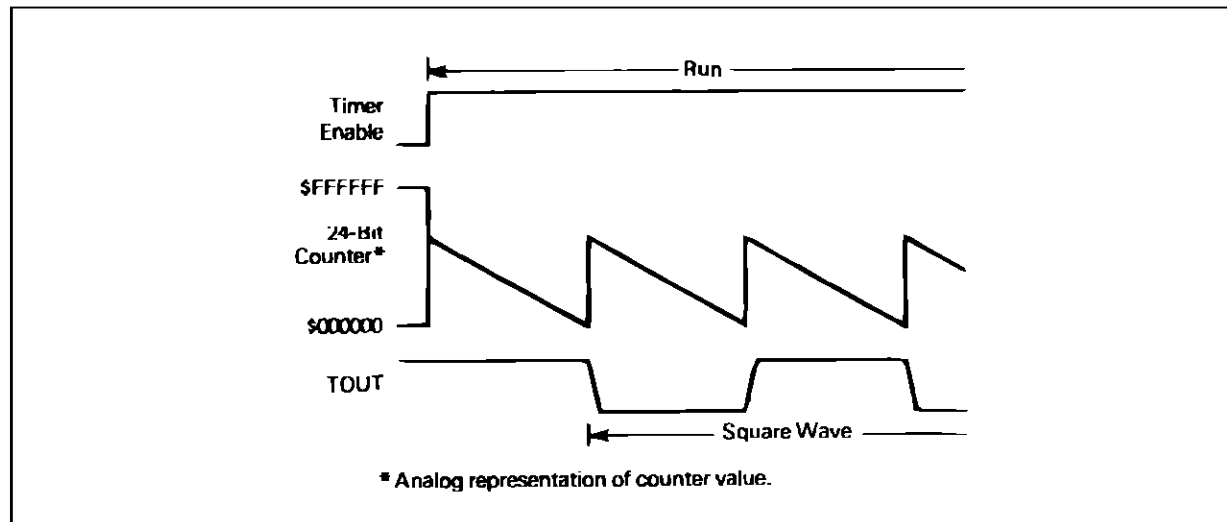 Run
Timer
Enable
$FFFFFF
24-Bit
Counter*
$000000
TOUT
Square Wave
* Analog representation of counter value.